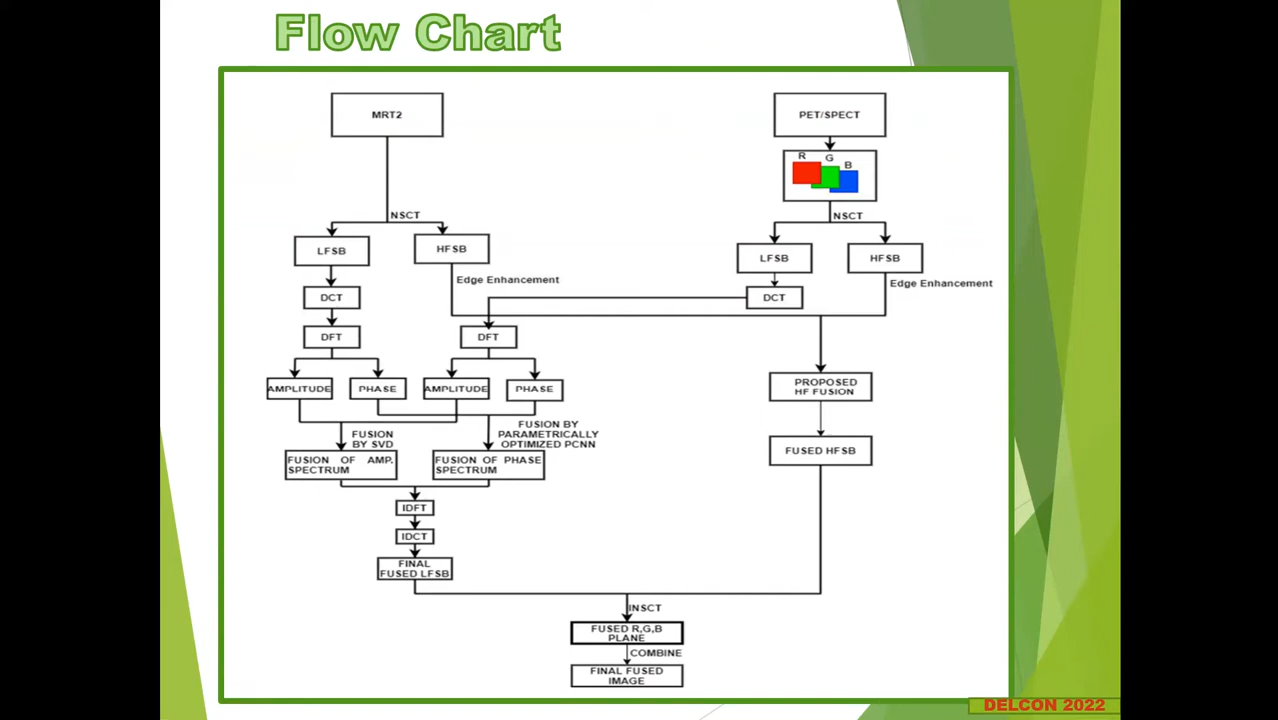 Flow Chart
MRT2
PET/SPECT
R
G
B
NSCT
NSCT
LFSB
HFSB
LFSB
HFSB
Edge Enhancement
Edge Enhancement
DCT
DCT
DFT
DFT
AMPLITUDE
PHASE
AMPLITUDE
PHASE
PROPOSED
HF FUSION
FUSION
BY SVD
FUSION BY
PARAMETRICALLY
OPTIMIZED PCNN
FUSION OF AMP.
SPECTRUM
FUSION OF PHASE
SPECTRUM
FUSED HFSB
IDFT
IDCT
FINAL
FUSED LFSB
INSCT
FUSED R,G,B
PLANE
COMBINE
FINAL FUSED
IMAGE
DELCON 2022